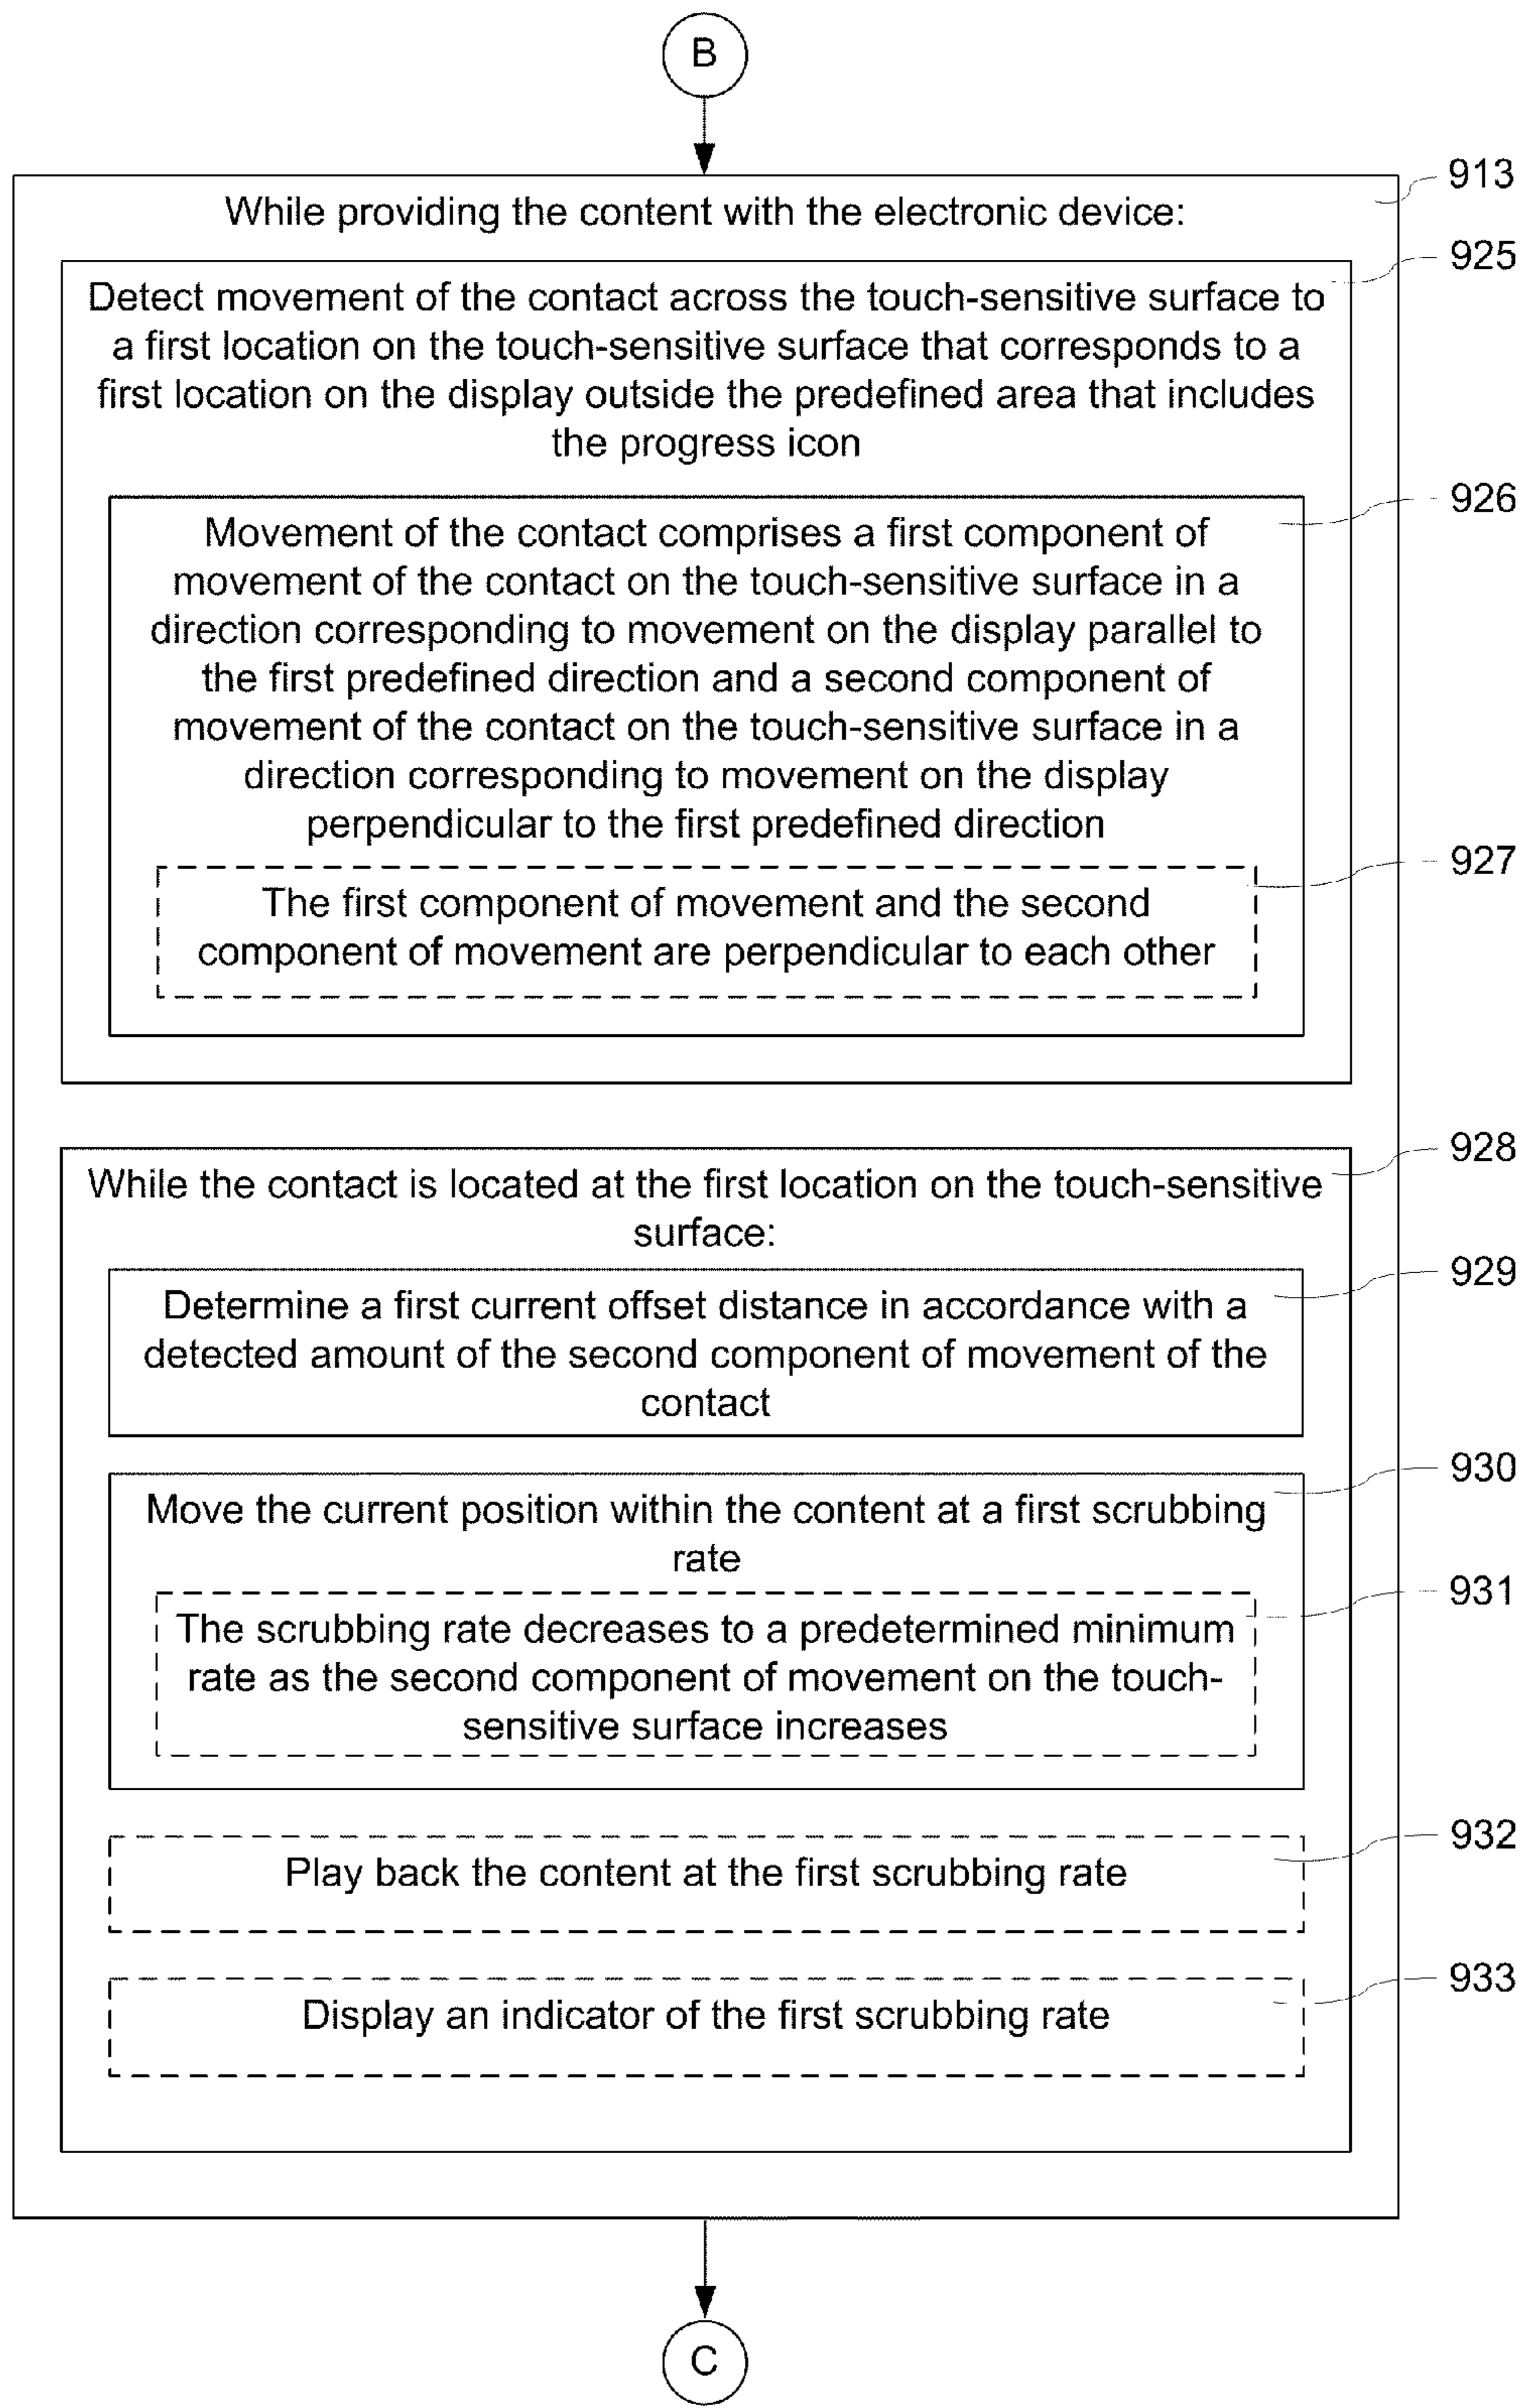 B
913
While providing the content with the electronic device:
925
Detect movement of the contact across the touch-sensitive surface to
a first location on the touch-sensitive surface that corresponds to a
first location on the display outside the predefined area that includes
the progress icon
926
Movement of the contact comprises a first component of
movement of the contact on the touch-sensitive surface in a
direction corresponding to movement on the display parallel to
the first predefined direction and a second component of
movement of the contact on the touch-sensitive surface in a
direction corresponding to movement on the display
perpendicular to the first predefined direction
927
The first component of movement and the second
component of movement are perpendicular to each other
928
While the contact is located at the first location on the touch-sensitive
surface:
929
Determine a first current offset distance in accordance with a
detected amount of the second component of movement of the
contact
930
Move the current position within the content at a first scrubbing
rate
931
The scrubbing rate decreases to a predetermined minimum
rate as the second component of movement on the touch-
sensitive surface increases
932
Play back the content at the first scrubbing rate
933
Display an indicator of the first scrubbing rate
C